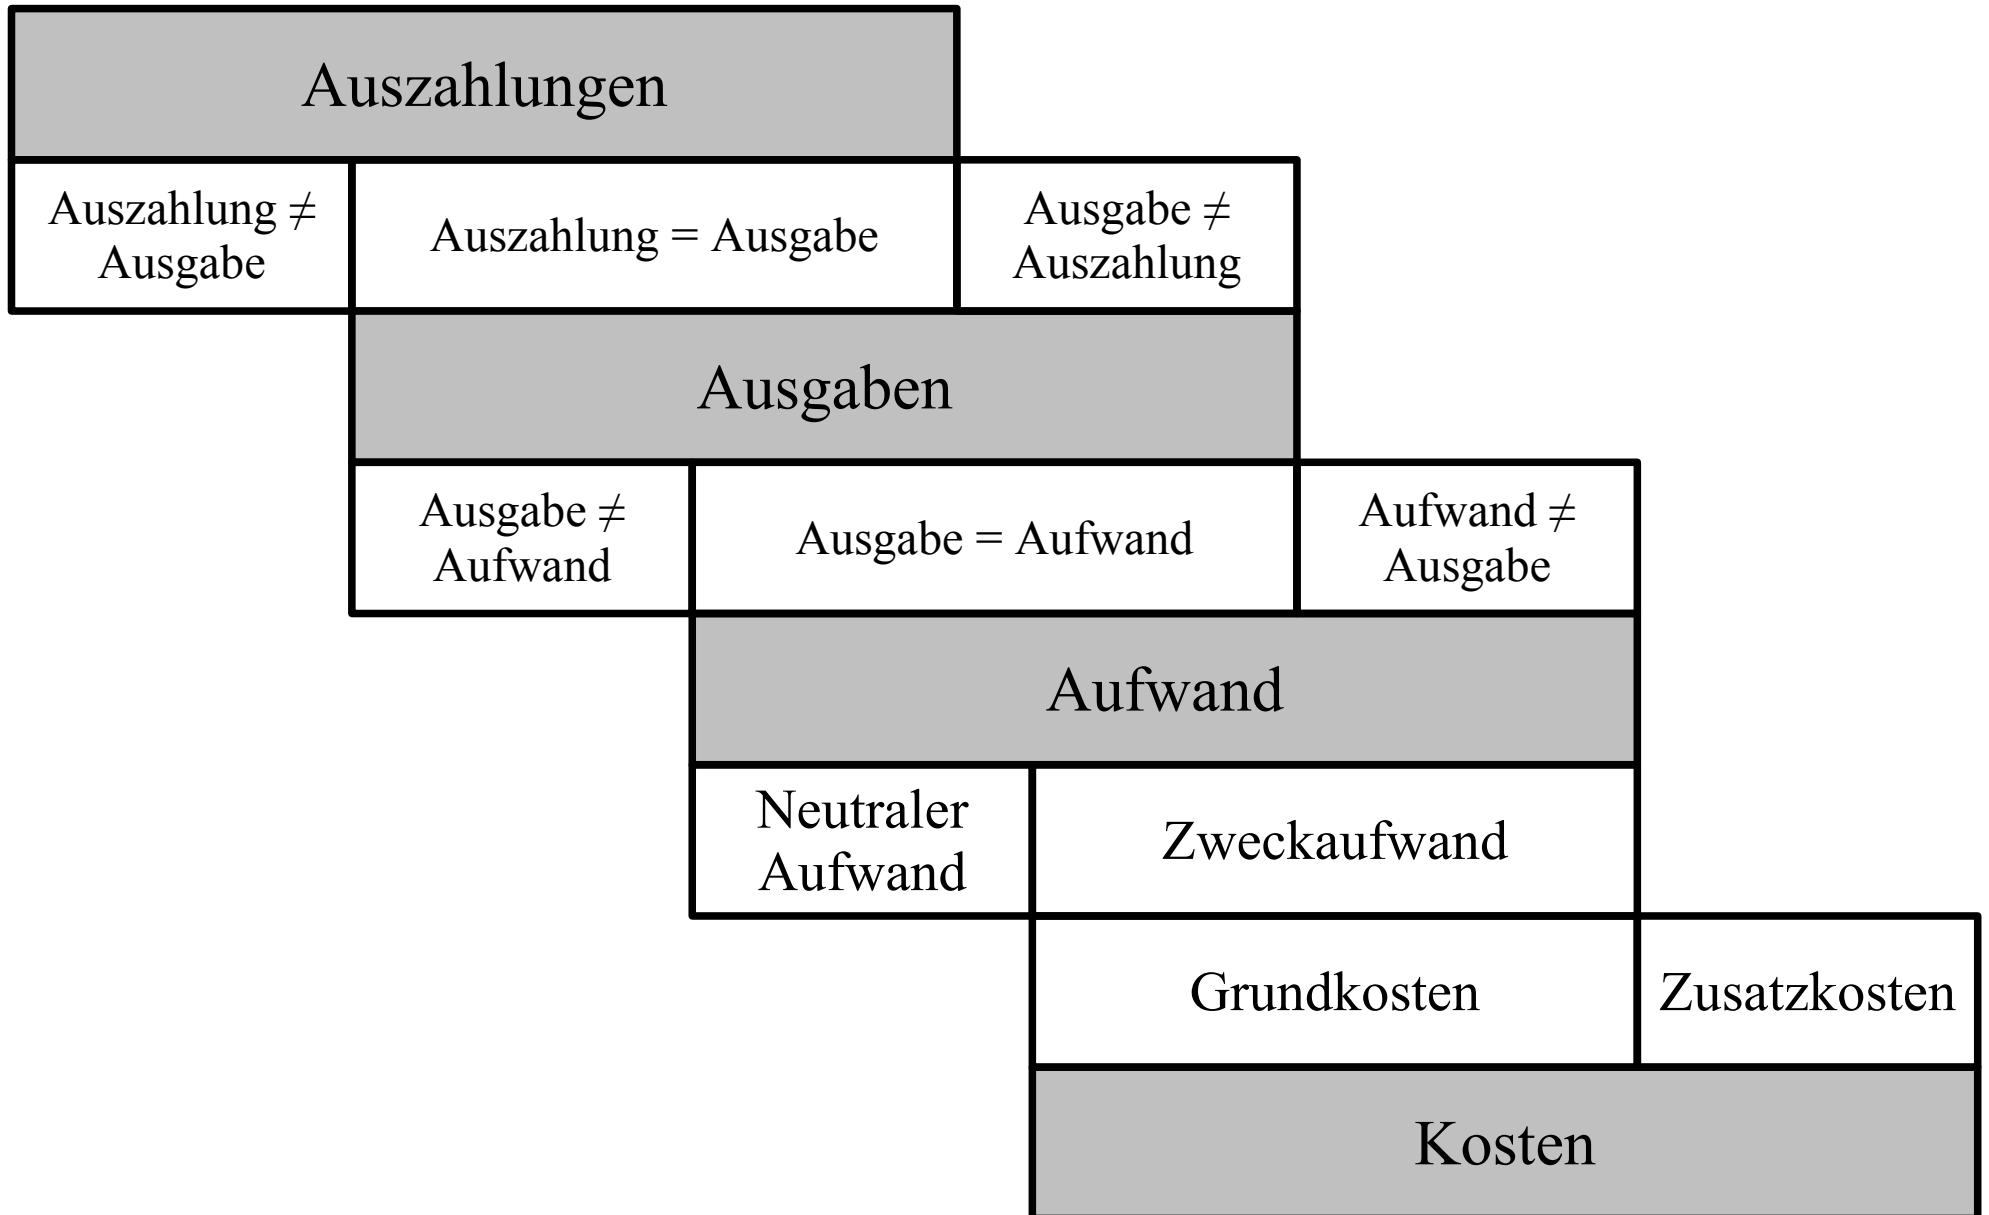 Auszahlungen
Auszahlung ≠
Ausgabe
Auszahlung = Ausgabe
Ausgabe ≠
Auszahlung
Ausgaben
Ausgabe ≠
Aufwand
Ausgabe = Aufwand
Aufwand ≠
Ausgabe
Aufwand
Neutraler
Aufwand
Zweckaufwand
Grundkosten
Zusatzkosten
Kosten